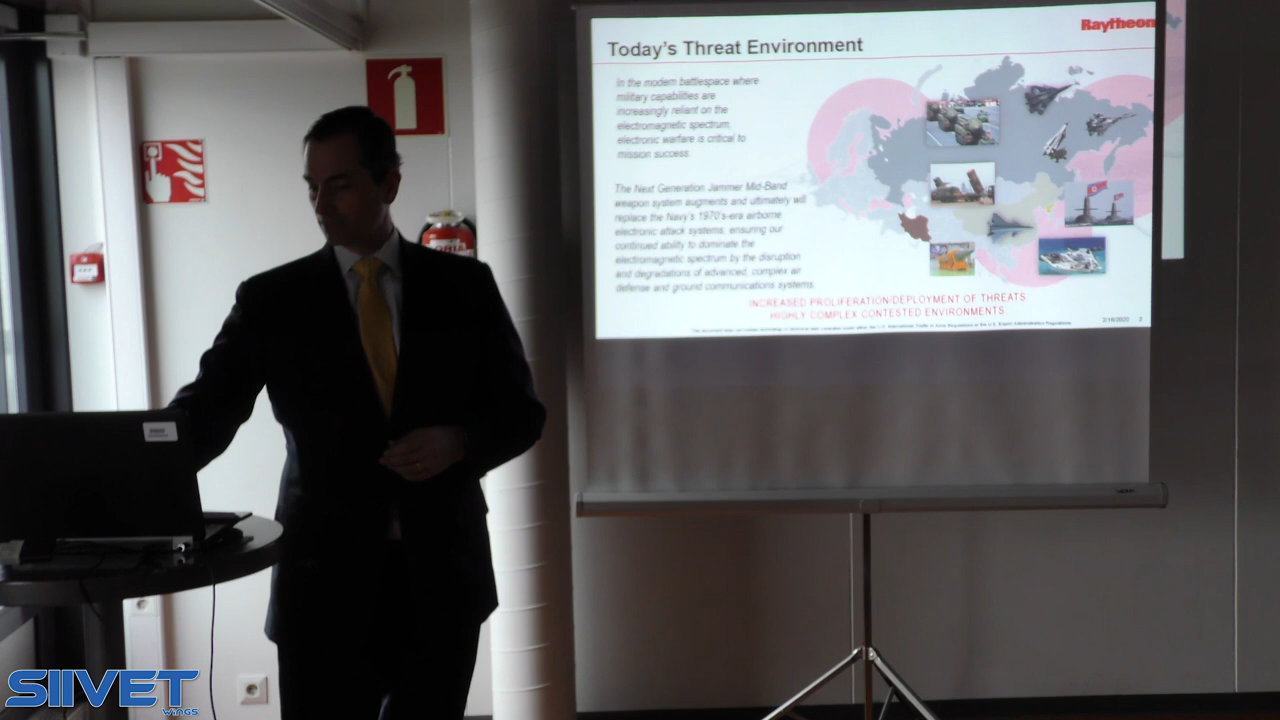 Raytheon
Today's Threat Environment
In the modern battlespace where
military capabilities are
increasingly reliant on the
electromagnetic spectrum,
electronic warfare is critical to
mission success.
The Next Generation Jammer Mid-Band
weapon system augments and ultimately will
replace the Navy's 1970's-era airborne
electronic attack systems, ensuring our
continued ability to dominate the
electromagnetic spectrum by the disruption
and degradations of advanced, complex air
defense and ground communications systems.
INCREASED PROLIFERATION/DEPLOYMENT OF THREATS
HIGHLY COMPLEX CONTESTED ENVIRONMENTS
2/18/2020 2
SIIVET
WINGS